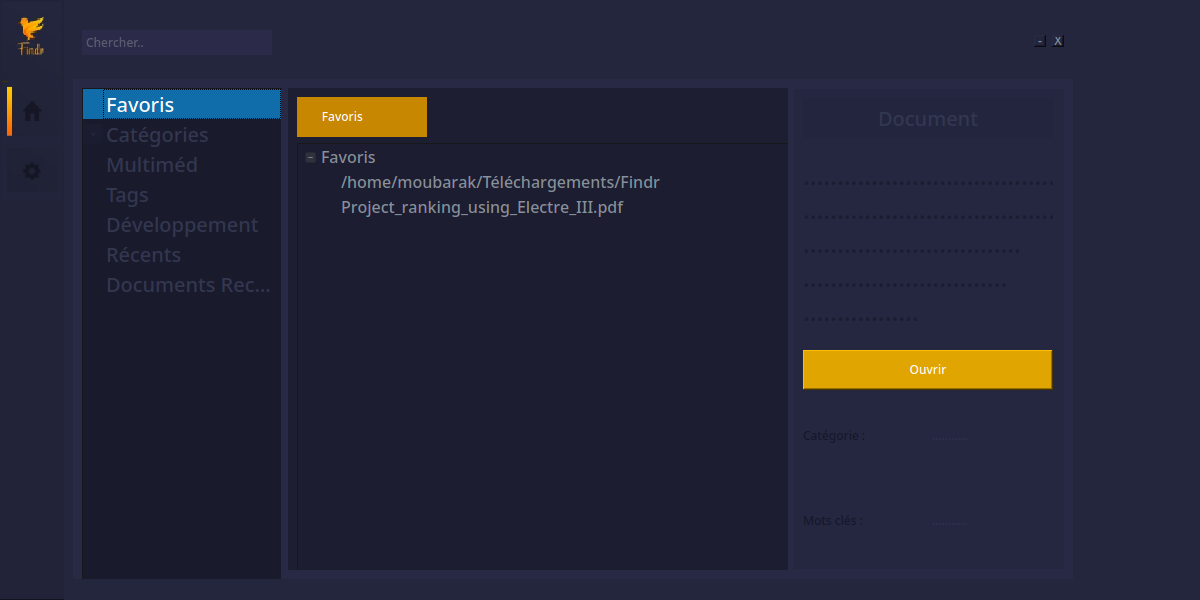 Findr
Chercher..
- X
Favoris
Catégories
Multiméd
Tags
Développement
Récents
Documents Rec...
Favoris
Favoris
/home/moubarak/Téléchargements/Findr
Project_ranking_using_Electre_III.pdf
Document
Ouvrir
Catégorie :
Mots clés :